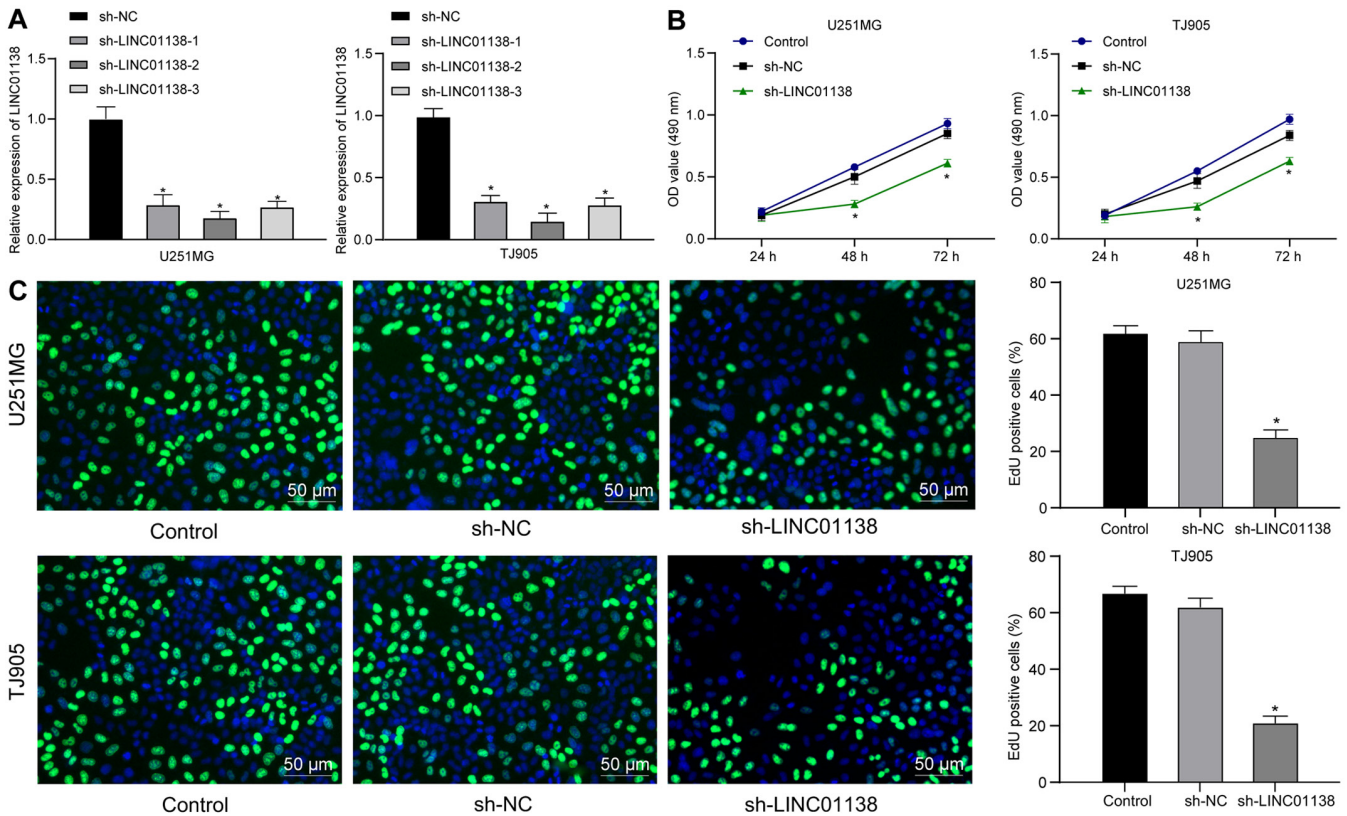 A
sh-NC
sh-LINC01138-1
sh-LINC01138-2
sh-LINC01138-3
Relative expression of LINC01138
1.5
1.0
0.5
0.0
*
*
*
U251MG
sh-NC
sh-LINC01138-1
sh-LINC01138-2
sh-LINC01138-3
Relative expression of LINC01138
1.5
1.0
0.5
0.0
*
*
*
TJ905
B
U251MG
Control
sh-NC
sh-LINC01138
OD value (490 nm)
1.5
1.0
0.5
0.0
*
*
24 h
48 h
72 h
TJ905
Control
sh-NC
sh-LINC01138
OD value (490 nm)
1.5
1.0
0.5
0.0
*
*
24 h
48 h
72 h
C
U251MG
50 μm
50 μm
50 μm
Control
sh-NC
sh-LINC01138
U251MG
EdU positive cells (%)
80
60
40
20
0
*
Control
sh-NC
sh-LINC01138
TJ905
50 μm
50 μm
50 μm
Control
sh-NC
sh-LINC01138
TJ905
EdU positive cells (%)
80
60
40
20
0
*
Control
sh-NC
sh-LINC01138